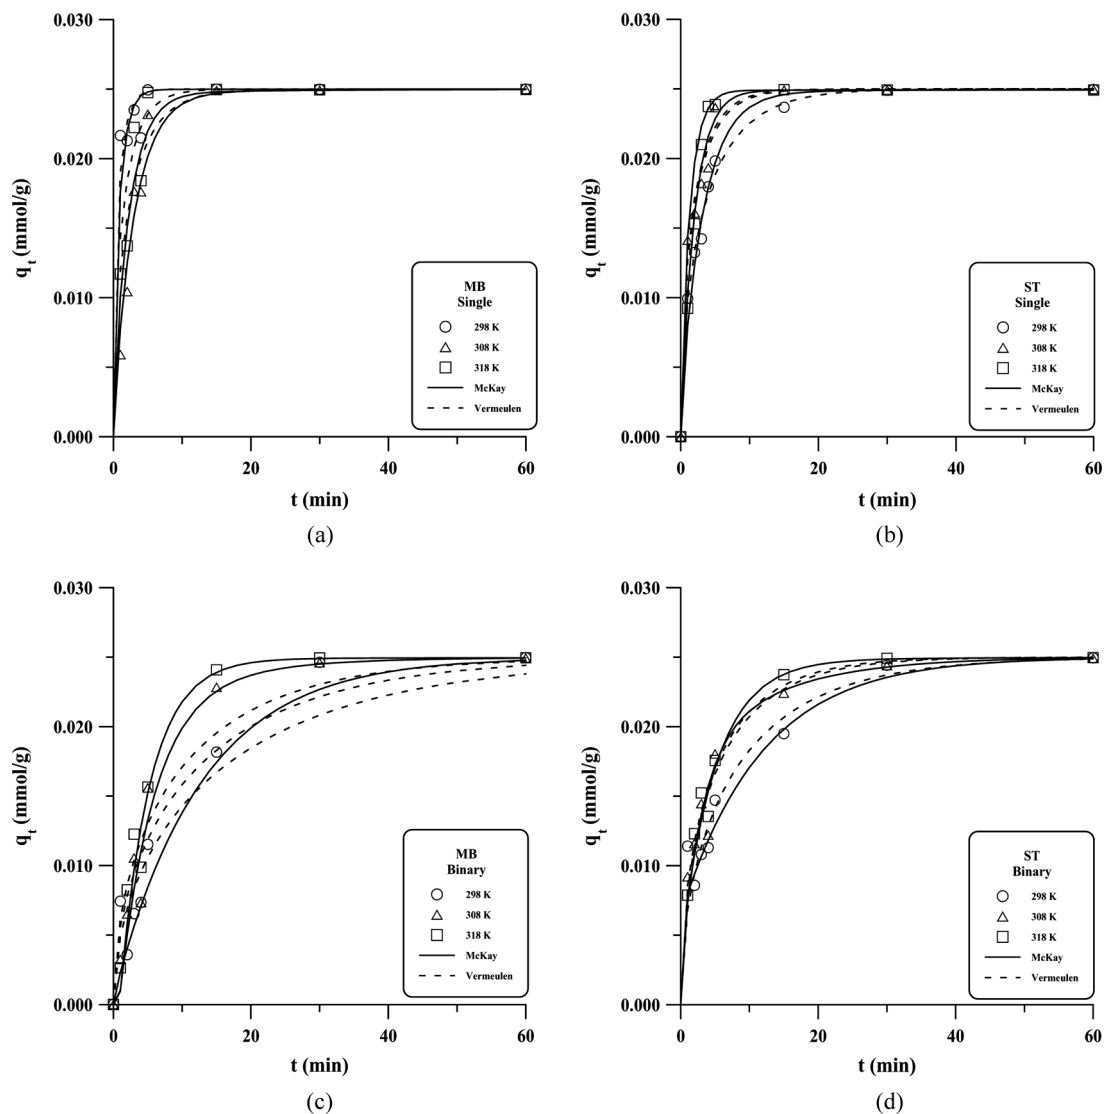 0.030
0.020
0.010
0.000
q_t (mmol/g)
0
20
40
60
t (min)
MB
Single
298 K
308 K
318 K
McKay
Vermeulen
(a)
0.030
0.020
0.010
0.000
q_t (mmol/g)
0
20
40
60
t (min)
ST
Single
298 K
308 K
318 K
McKay
Vermeulen
(b)
0.030
0.020
0.010
0.000
q_t (mmol/g)
0
20
40
60
t (min)
MB
Binary
298 K
308 K
318 K
McKay
Vermeulen
(c)
0.030
0.020
0.010
0.000
q_t (mmol/g)
0
20
40
60
t (min)
ST
Binary
298 K
308 K
318 K
McKay
Vermeulen
(d)